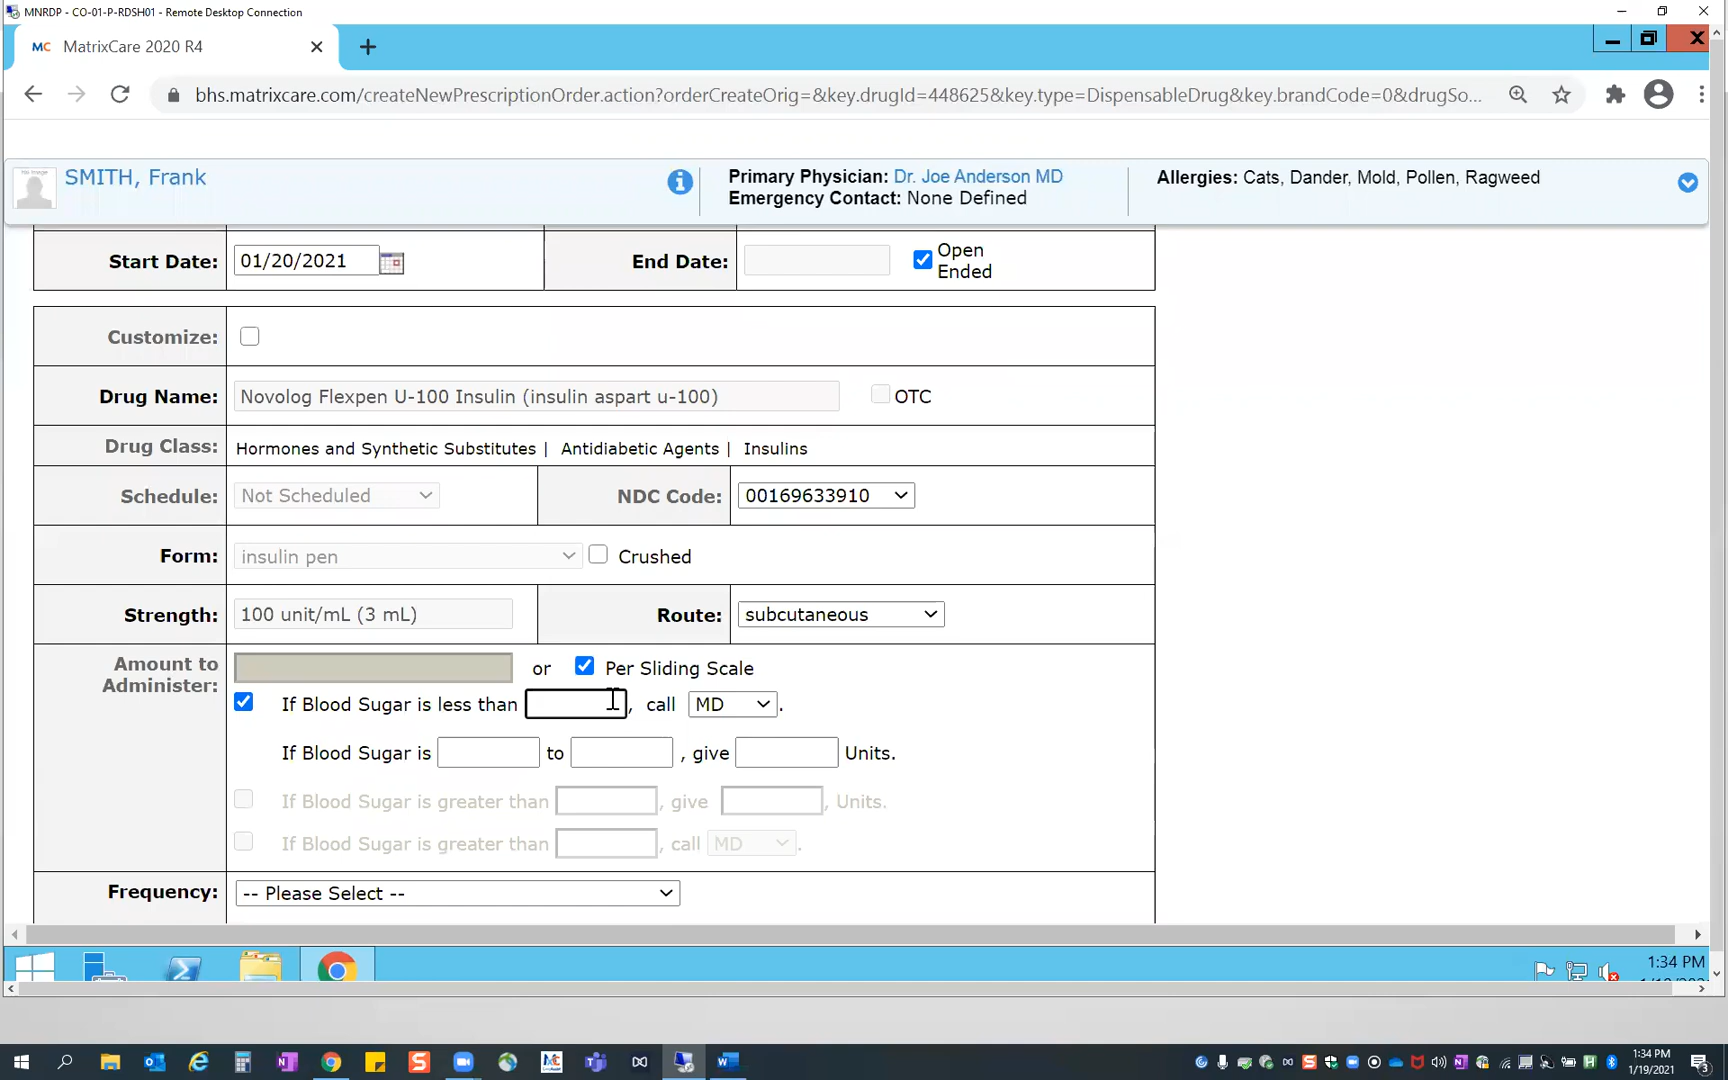 MNRDP - CO-01-P-RDSH01 - Remote Desktop Connection
MC MatrixCare 2020 R4
bhs.matrixcare.com/createNewPrescriptionOrder.action?orderCreateOrig=&key.drugId=448625&key.type=DispensableDrug&key.brandCode=0&drugSo...
No Image
SMITH, Frank
Primary Physician: Dr. Joe Anderson MD
Emergency Contact: None Defined
Allergies: Cats, Dander, Mold, Pollen, Ragweed
Start Date: 01/20/2021 End Date: Open Ended
Customize:
Drug Name: Novolog Flexpen U-100 Insulin (insulin aspart u-100) OTC
Drug Class: Hormones and Synthetic Substitutes | Antidiabetic Agents | Insulins
Schedule: Not Scheduled NDC Code: 00169633910
Form: insulin pen Crushed
Strength: 100 unit/mL (3 mL) Route: subcutaneous
Amount to Administer: or Per Sliding Scale
If Blood Sugar is less than , call MD .
If Blood Sugar is to , give Units.
If Blood Sugar is greater than , give , Units.
If Blood Sugar is greater than , call MD .
Frequency: -- Please Select --
1:34 PM
1:34 PM
1/19/2021
3